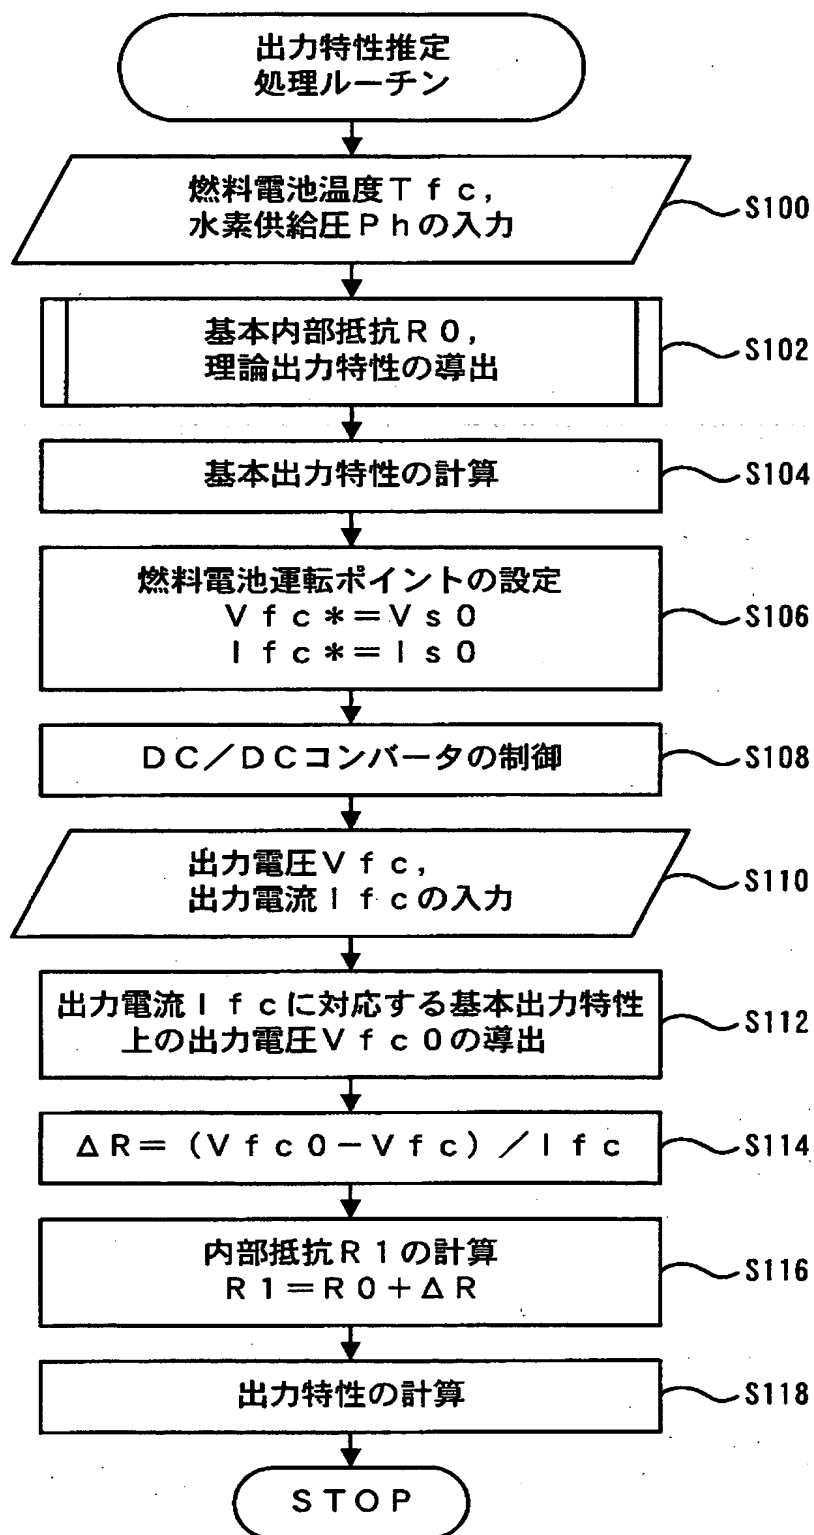 出力特性推定
処理ルーチン
燃料電池温度Tfc,
水素供給圧Phの入力
S100
基本内部抵抗R0,
理論出力特性の導出
S102
基本出力特性の計算
S104
燃料電池運転ポイントの設定
Vfc*=Vs0
Ifc*=Is0
S106
DC/DCコンバータの制御
S108
出力電圧Vfc,
出力電流Ifcの入力
S110
出力電流Ifcに対応する基本出力特性
上の出力電圧Vfc0の導出
S112
ΔR=(Vfc0-Vfc)/Ifc
S114
内部抵抗R1の計算
R1=R0+ΔR
S116
出力特性の計算
S118
STOP